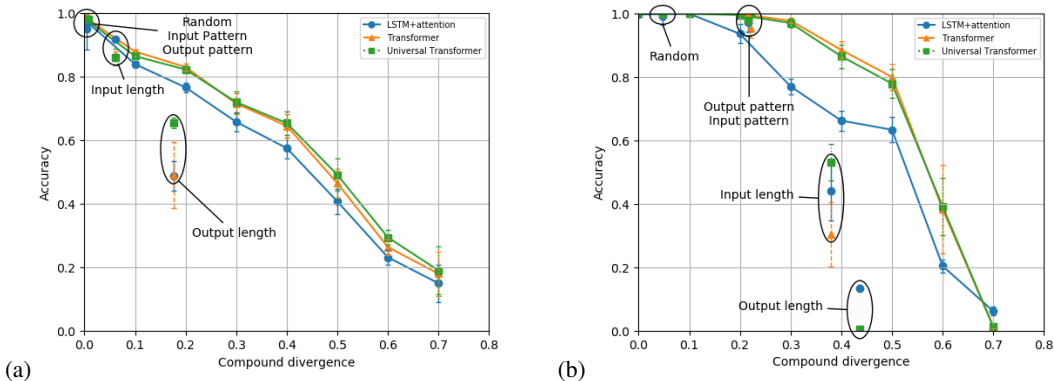 Random
Input Pattern
Output pattern
LSTM+attention
Transformer
Universal Transformer
Input length
Output length
Accuracy
1.0
0.8
0.6
0.4
0.2
0.0
0.0 0.1 0.2 0.3 0.4 0.5 0.6 0.7 0.8
Compound divergence
(a)
LSTM+attention
Transformer
Universal Transformer
Random
Output pattern
Input pattern
Input length
Output length
Accuracy
1.0
0.8
0.6
0.4
0.2
0.0
0.0 0.1 0.2 0.3 0.4 0.5 0.6 0.7 0.8
Compound divergence
(b)